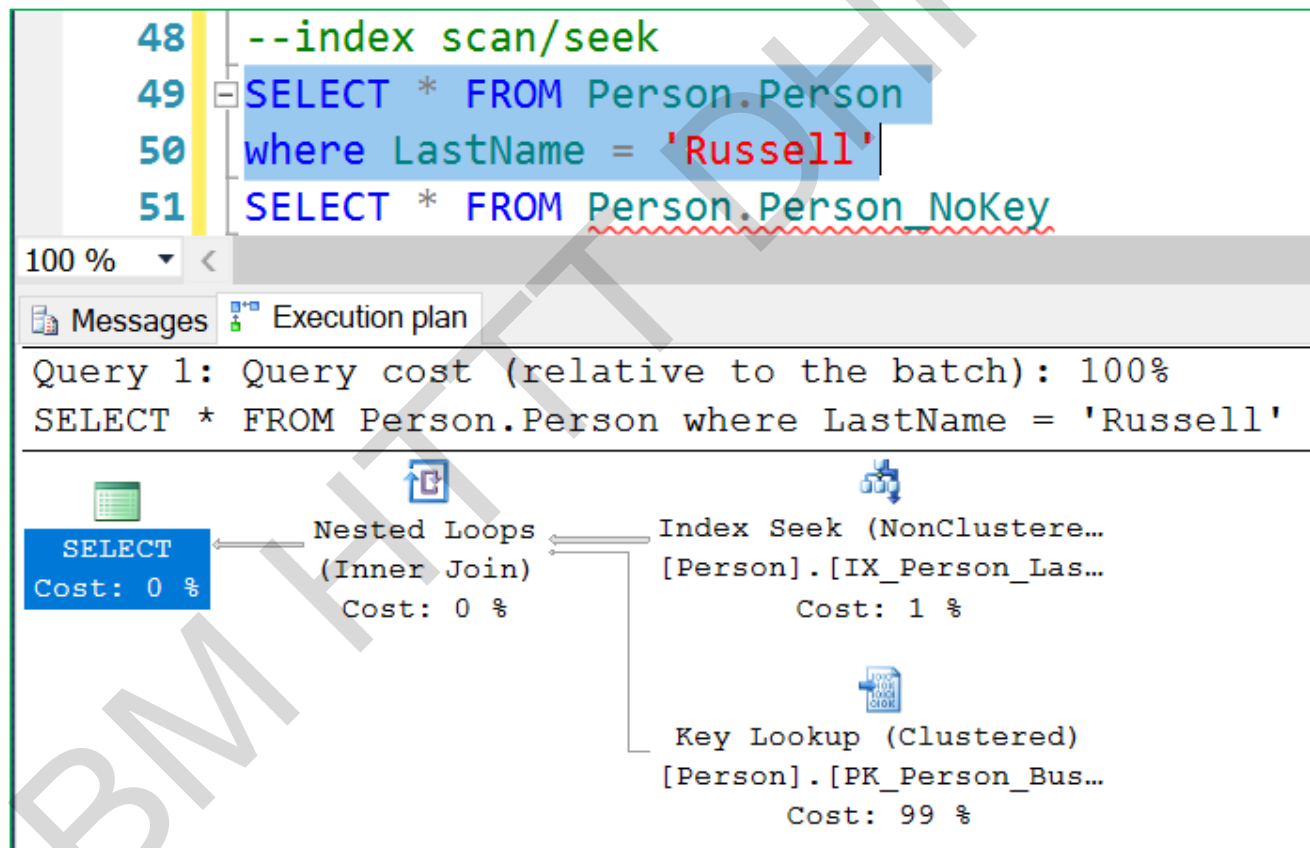 48 --index scan/seek
49 SELECT * FROM Person.Person
50 where LastName = 'Russell'
51 SELECT * FROM Person.Person_NoKey
100 %
Messages Execution plan
Query 1: Query cost (relative to the batch): 100%
SELECT * FROM Person.Person where LastName = 'Russell'
SELECT
Cost: 0 %
Nested Loops
(Inner Join)
Cost: 0 %
Index Seek (NonClustere…
[Person].[IX_Person_Las…
Cost: 1 %
Key Lookup (Clustered)
[Person].[PK_Person_Bus…
Cost: 99 %
BM HTTT DH